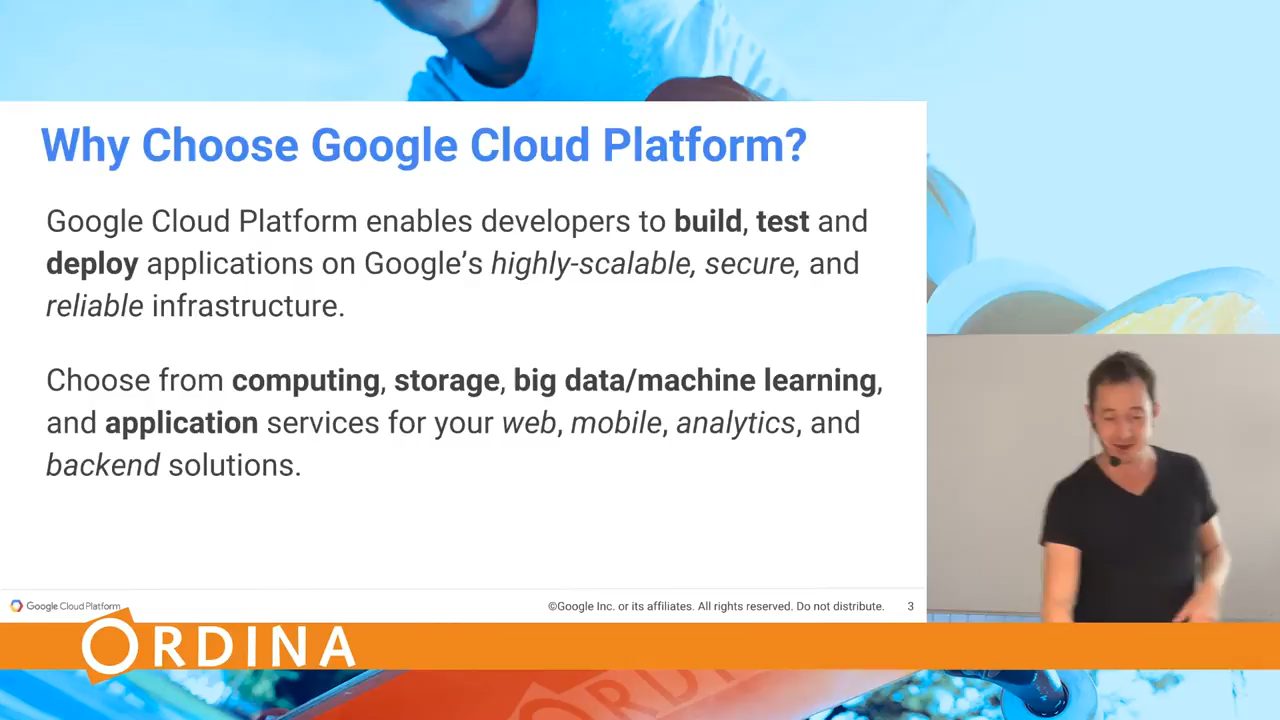 Why Choose Google Cloud Platform?
Google Cloud Platform enables developers to build, test and
deploy applications on Google’s highly-scalable, secure, and
reliable infrastructure.
Choose from computing, storage, big data/machine learning,
and application services for your web, mobile, analytics, and
backend solutions.
Google Cloud Platform
©Google Inc. or its affiliates. All rights reserved. Do not distribute.
3
ORDINA
ORDINA